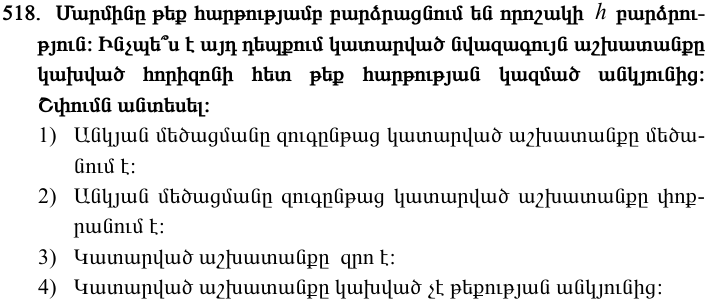 518. Մարմինը թեք հարթությամբ բարձրացնում են որոշակի h բարձրու-
թյուն: Ինչպե՞ս է այդ դեպքում կատարված նվազագույն աշխատանքը
կախված հորիզոնի հետ թեք հարթության կազմած անկյունից:
Շփումն անտեսել:
1) Անկյան մեծացմանը զուգընթաց կատարված աշխատանքը մեծա-
նում է:
2) Անկյան մեծացմանը զուգընթաց կատարված աշխատանքը փոք-
րանում է:
3) Կատարված աշխատանքը զրո է:
4) Կատարված աշխատանքը կախված չէ թեքության անկյունից: